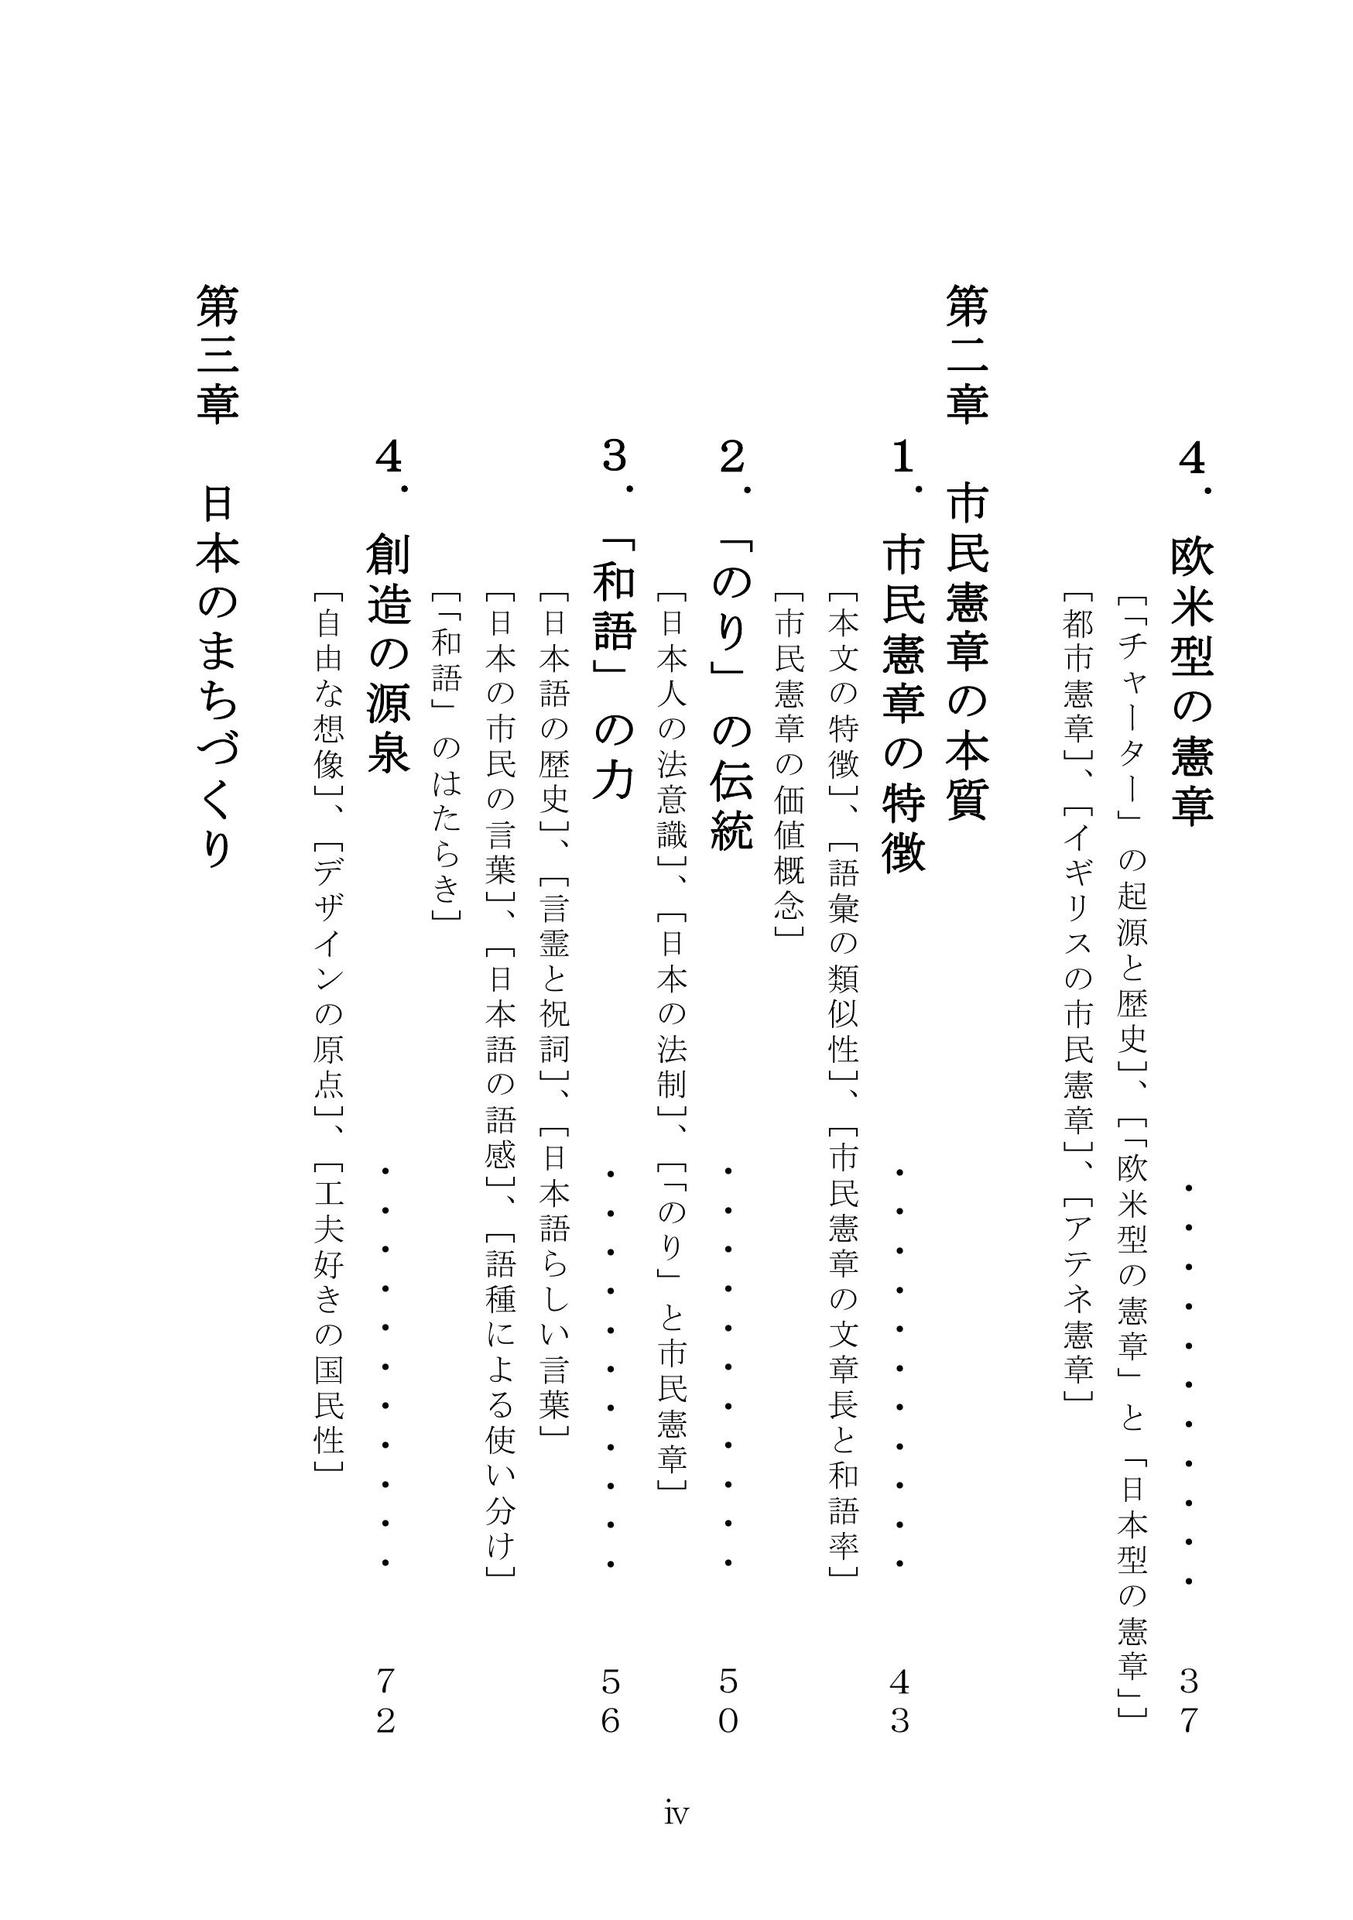 ４．欧米型の憲章・・・・・・・・・・・37
［「チャーター」の起源と歴史］、［「欧米型の憲章」と「日本型の憲章」］
［都市憲章］、［イギリスの市民憲章］、［アテネ憲章］
第二章　市民憲章の本質
１．市民憲章の特徴・・・・・・・・・・・43
［本文の特徴］、［語彙の類似性］、［市民憲章の文章長と和語率］
［市民憲章の価値概念］
２．「のり」の伝統・・・・・・・・・・・50
［日本人の法意識］、［日本の法制］、［「のり」と市民憲章］
３．「和語」の力・・・・・・・・・・・56
［日本語の歴史］、［言霊と祝詞］、［日本語らしい言葉］
［日本の市民の言葉］、［日本語の語感］、［語種による使い分け］
［「和語」のはたらき］
４．創造の源泉・・・・・・・・・・・72
［自由な想像］、［デザインの原点］、［工夫好きの国民性］
第三章　日本のまちづくり
iv